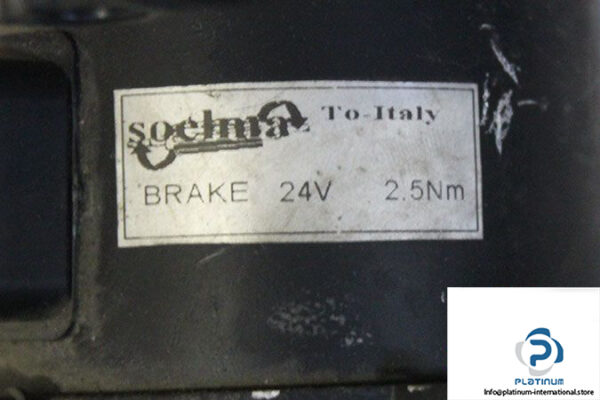 soelma To-Italy
BRAKE 24V 2.5Nm
PLATINUM
Info@platinum-international.store